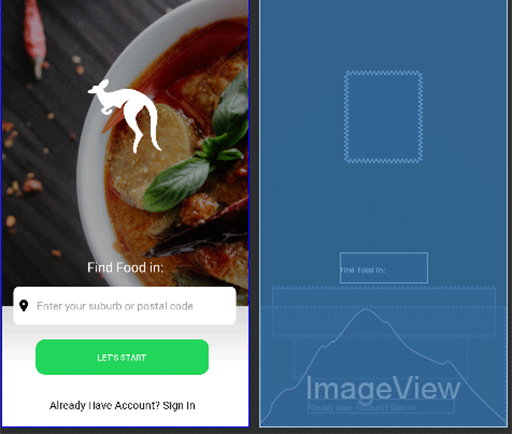 Find Food in:
Enter your suburb or postal code
LET'S START
Already Have Account? Sign In
Find Food In:
ImageView
Already Have Account? Sign In